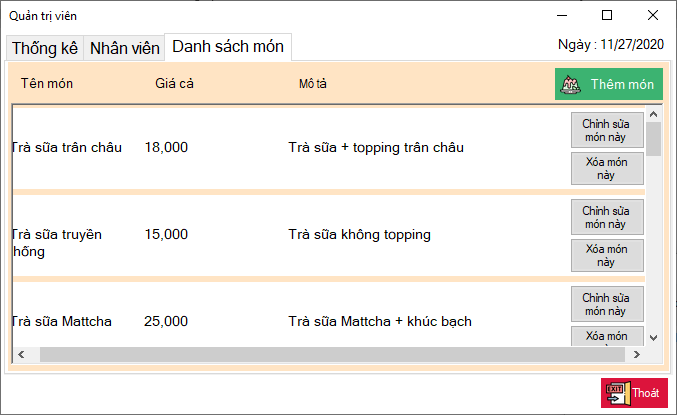 Quản trị viên
Thống kê Nhân viên Danh sách món
Ngày : 11/27/2020
Tên món Giá cả Mô tả Thêm món
Trà sữa trân châu 18,000 Trà sữa + topping trân châu
Chỉnh sửa
món này
Xóa món
này
Trà sữa truyền
hống
15,000 Trà sữa không topping
Chỉnh sửa
món này
Xóa món
này
Trà sữa Mattcha 25,000 Trà sữa Mattcha + khúc bạch
Chỉnh sửa
món này
Xóa món
EXIT Thoát